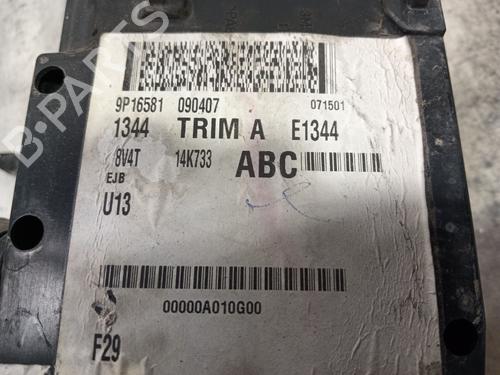 9P16581 090407 071501
1344 TRIM A E1344
8V4T 14K733 ABC
EJB
U13
00000A010G00
F29
B-Parts